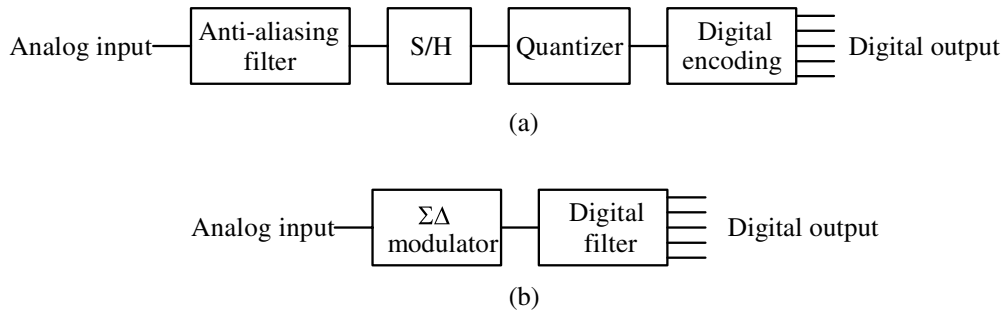 Analog input
Anti-aliasing
filter
S/H
Quantizer
Digital
encoding
Digital output
(a)
Analog input
ΣΔ
modulator
Digital
filter
Digital output
(b)